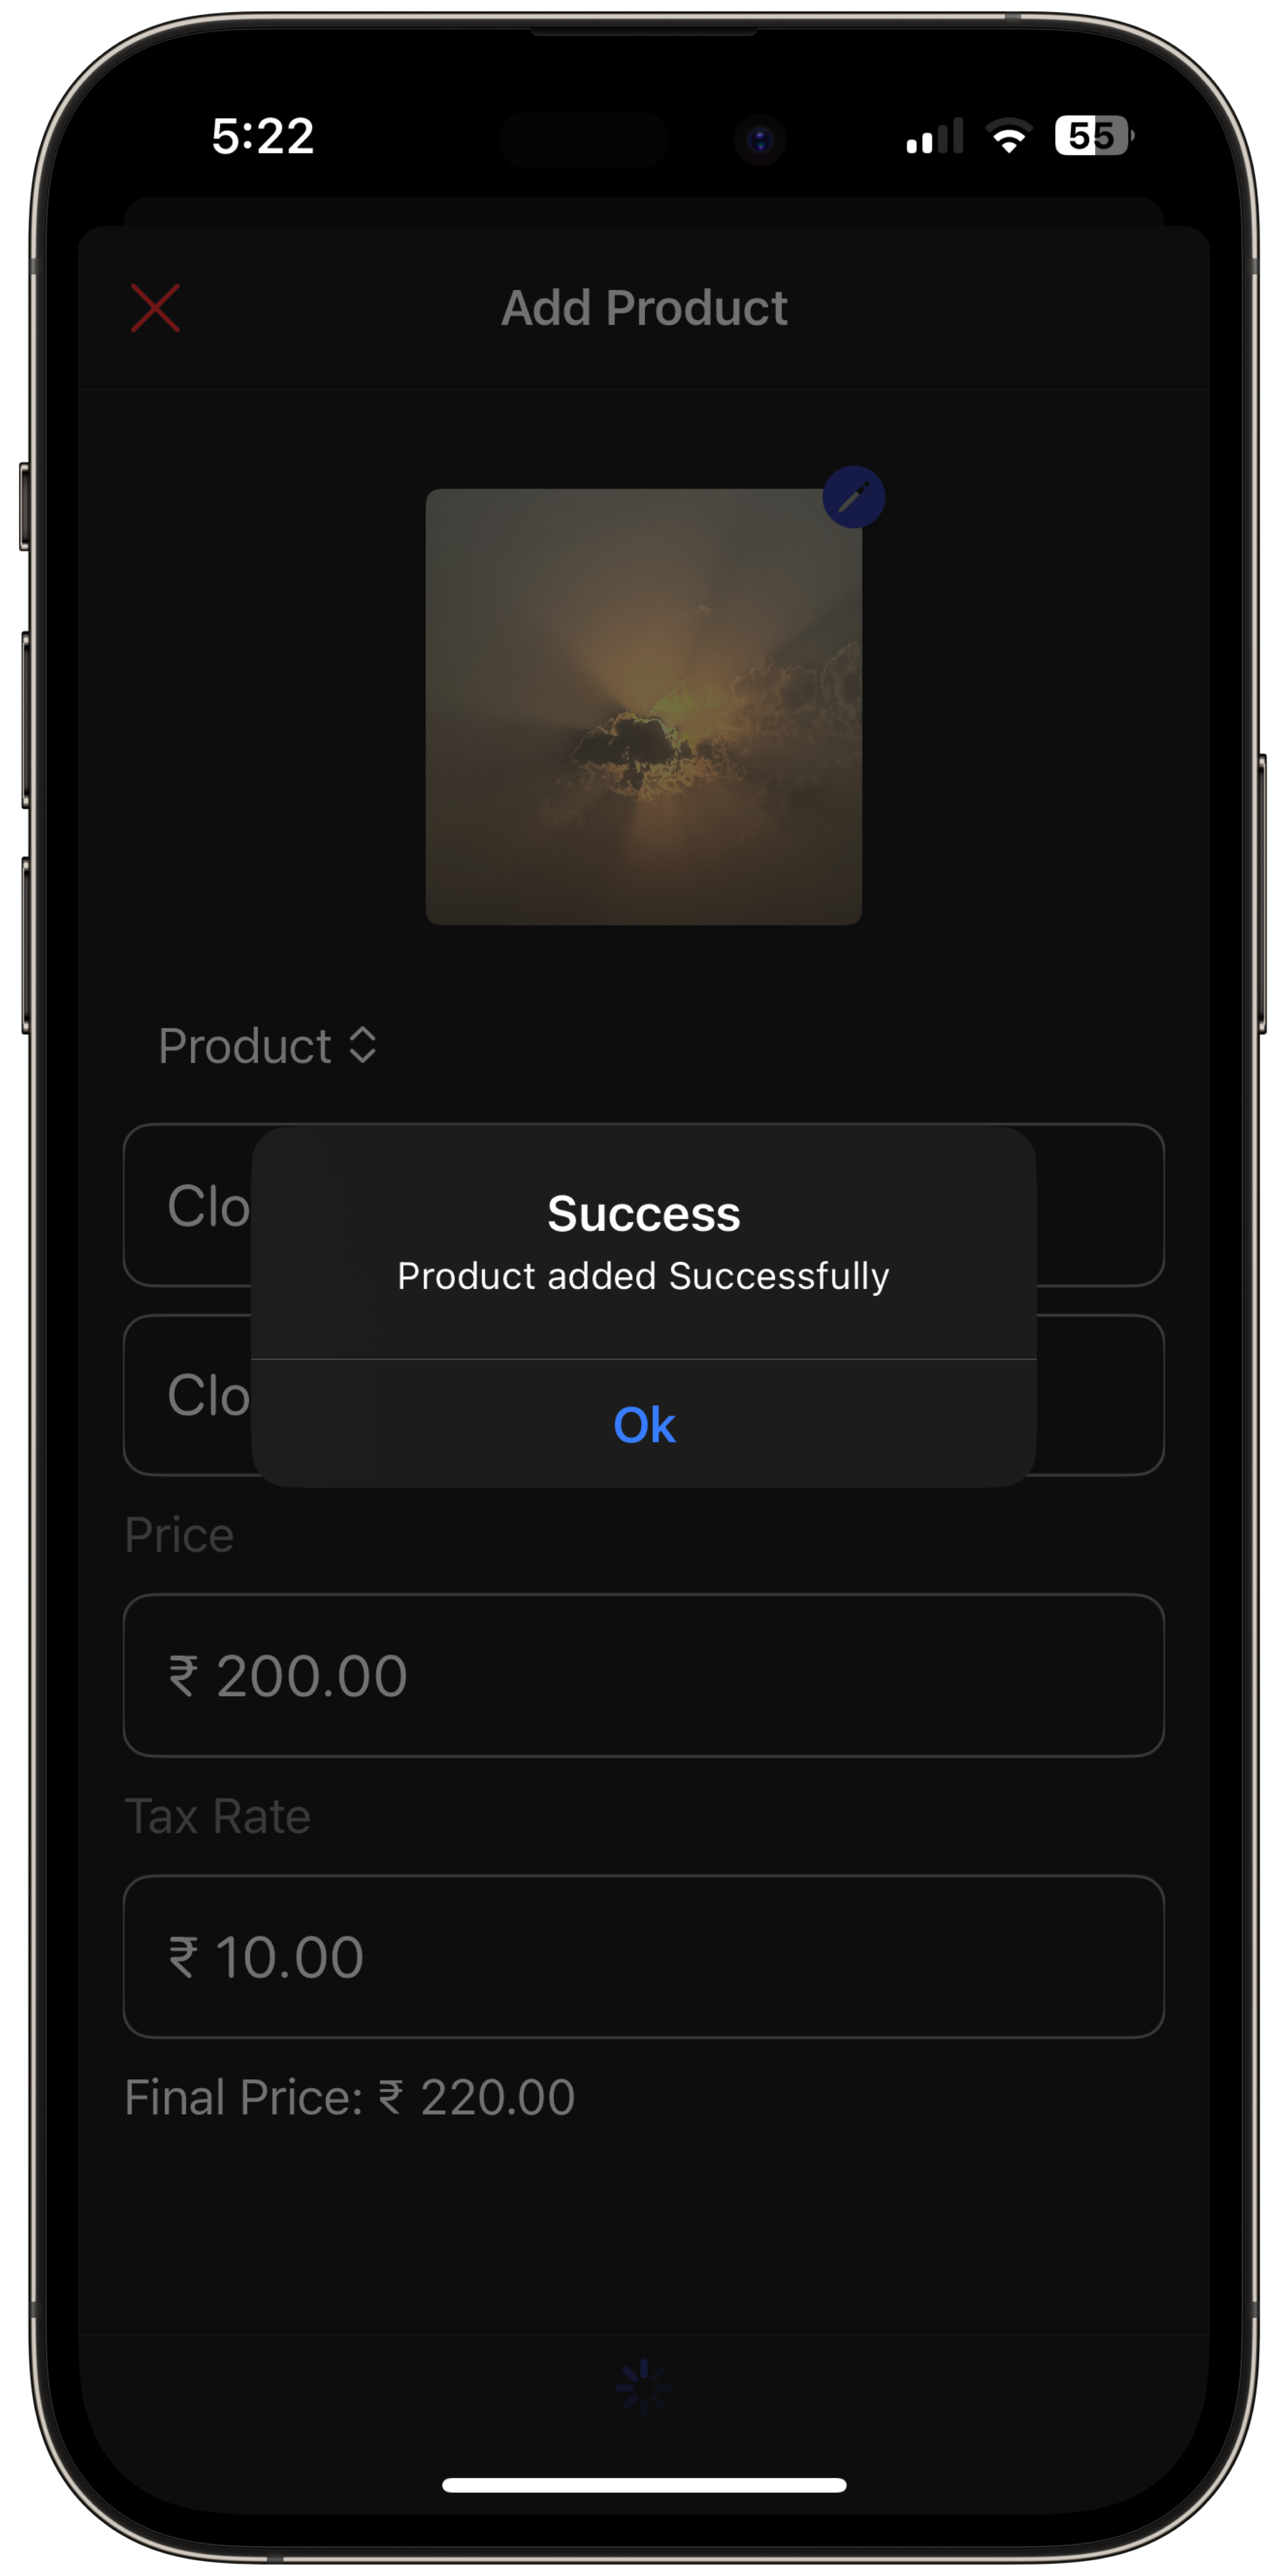 5:22
55
Add Product
Product
Clo
Clo
Success
Product added Successfully
Ok
Price
₹ 200.00
Tax Rate
₹ 10.00
Final Price: ₹ 220.00